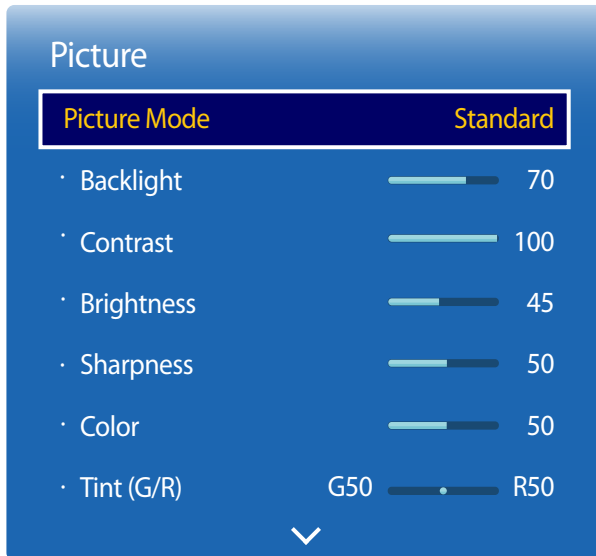 Picture
Picture Mode Standard
· Backlight 70
· Contrast 100
· Brightness 45
· Sharpness 50
· Color 50
· Tint (G/R) G50 R50